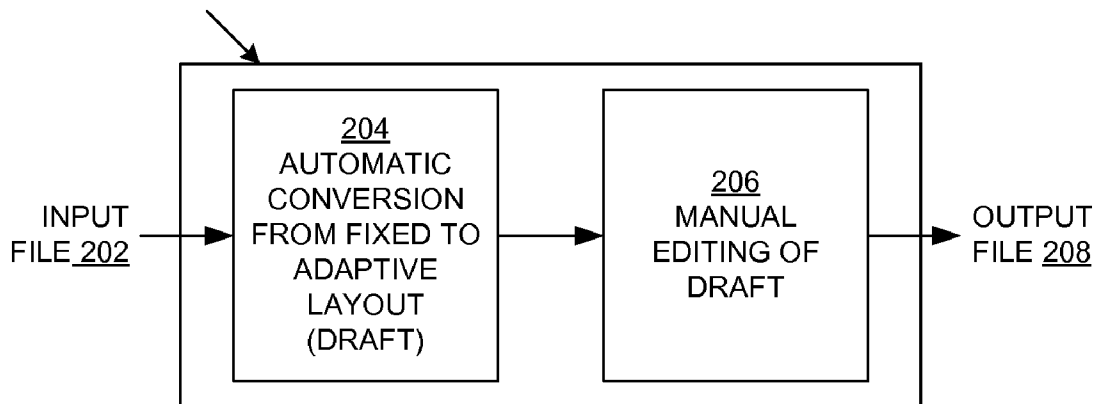 INPUT
FILE 202
204
AUTOMATIC
CONVERSION
FROM FIXED TO
ADAPTIVE
LAYOUT
(DRAFT)
206
MANUAL
EDITING OF
DRAFT
OUTPUT
FILE 208